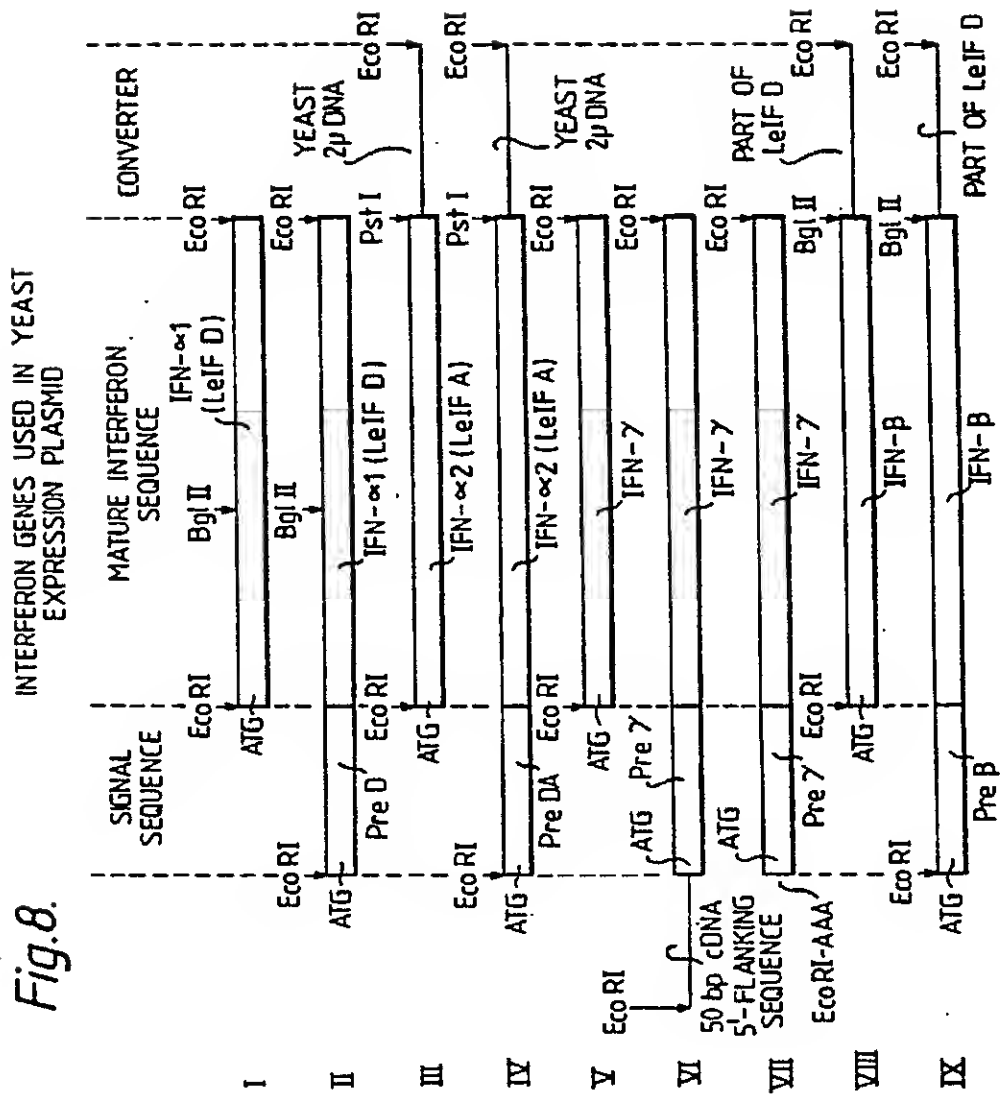 Fig.8.
INTERFERON GENES USED IN YEAST
EXPRESSION PLASMID
SIGNAL
SEQUENCE
MATURE INTERFERON
SEQUENCE
CONVERTER
I
Eco RI
ATG
Bgl II
IFN-α1
(LeIF D)
Eco RI
II
Eco RI
ATG
Pre D
Bgl II
IFN-α1 (LeIF D)
Eco RI
III
Eco RI
ATG
IFN-α2 (LeIF A)
Pst I
YEAST
2μ DNA
Eco RI
IV
Eco RI
ATG
Pre DA
IFN-α2 (LeIF A)
Pst I
YEAST
2μ DNA
Eco RI
V
Eco RI
ATG
IFN-γ
Eco RI
VI
Eco RI
50 bp cDNA
5'-FLANKING
SEQUENCE
ATG
Pre γ
IFN-γ
Eco RI
VII
Eco RI-AAA
ATG
Pre γ
IFN-γ
Eco RI
VIII
Eco RI
ATG
IFN-β
Bgl II
PART OF
LeIF D
Eco RI
IX
Eco RI
ATG
Pre β
IFN-β
Bgl II
PART OF LeIF D
Eco RI